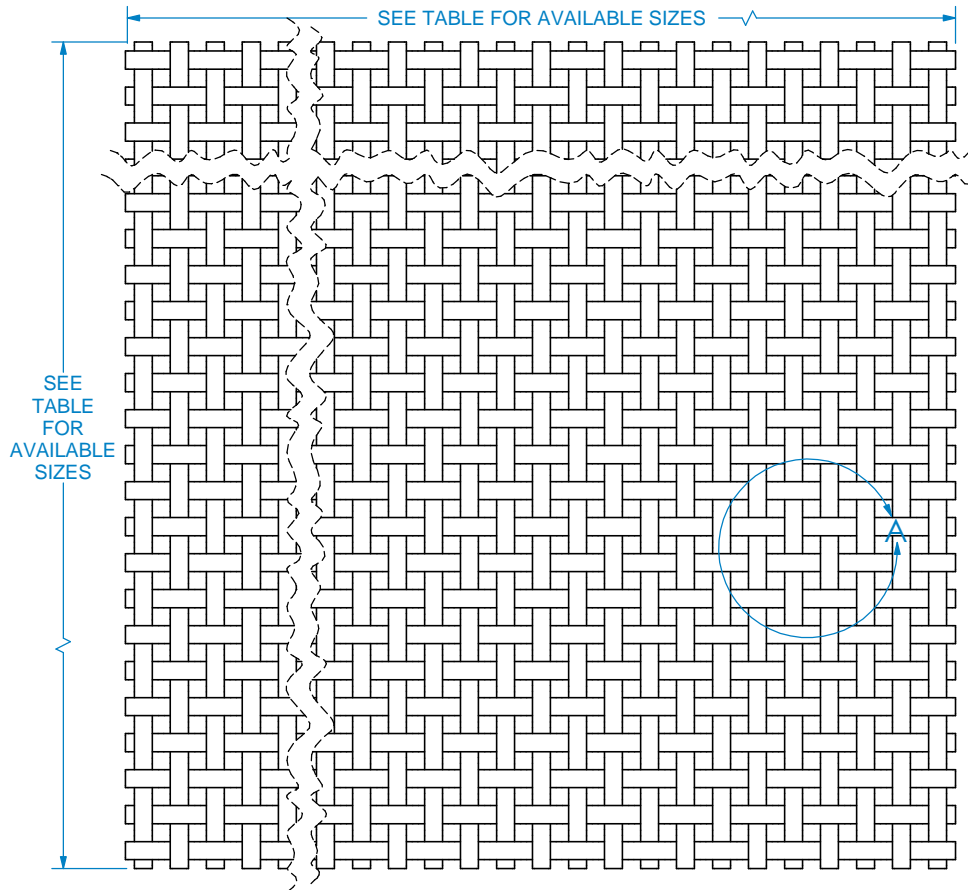 SEE TABLE FOR AVAILABLE SIZES
SEE
TABLE
FOR
AVAILABLE
SIZES
A